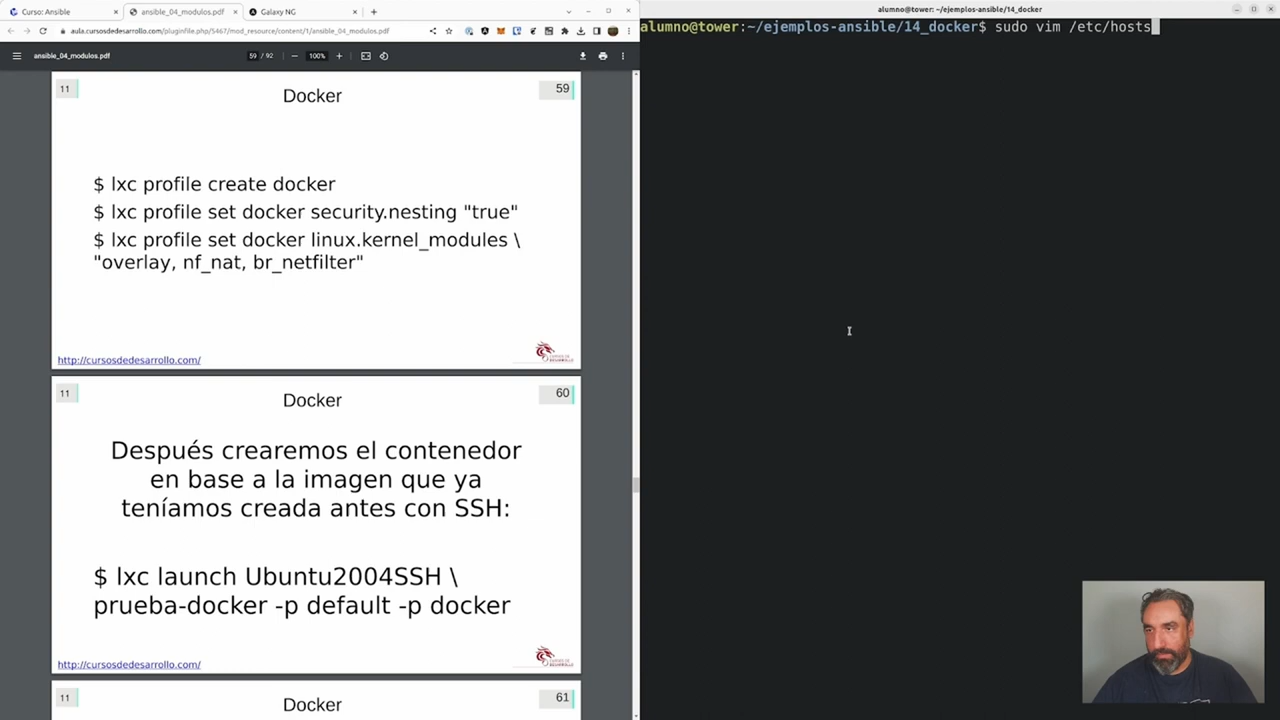 Curso: Ansible
ansible_04_modulos.pdf
Galaxy NG
alumno@tower: ~/ejemplos-ansible/14_docker
aula.cursosdedesarrollo.com/pluginfile.php/5467/mod_resource/content/1/ansible_04_modulos.pdf
alumno@tower:~/ejemplos-ansible/14_docker$ sudo vim /etc/hosts
ansible_04_modulos.pdf
59 / 92
100%
11
Docker
59
$ lxc profile create docker
$ lxc profile set docker security.nesting "true"
$ lxc profile set docker linux.kernel_modules \
"overlay, nf_nat, br_netfilter"
http://cursosdedesarrollo.com/
11
Docker
60
Después crearemos el contenedor
en base a la imagen que ya
teníamos creada antes con SSH:
$ lxc launch Ubuntu2004SSH \
prueba-docker -p default -p docker
http://cursosdedesarrollo.com/
11
Docker
61